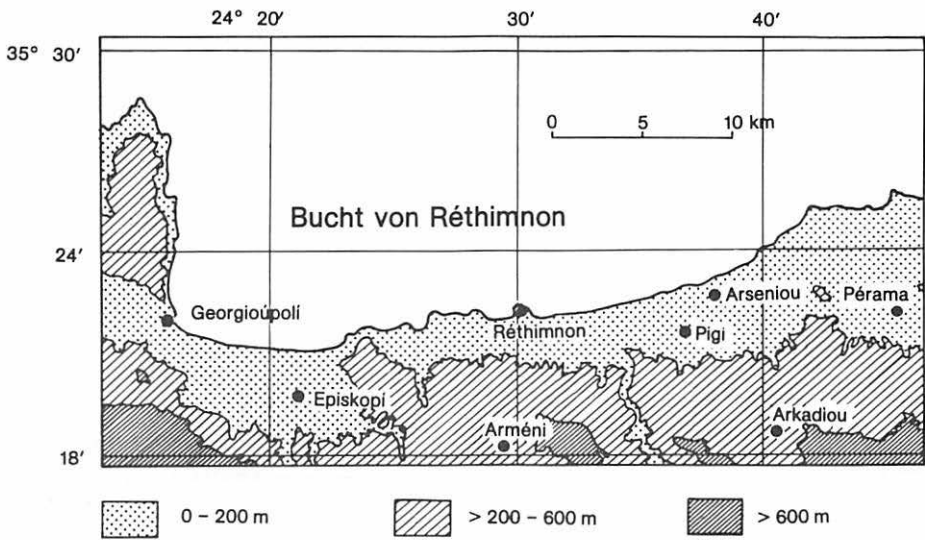 24° 20′ 30′ 40′
35° 30′
0 5 10 km
Bucht von Réthimnon
24′
Georgioúpolí
Réthimnon
Arseniou
Pérama
Pigi
Episkopí
Arméni
Arkadiou
18′
0 – 200 m
> 200 – 600 m
> 600 m